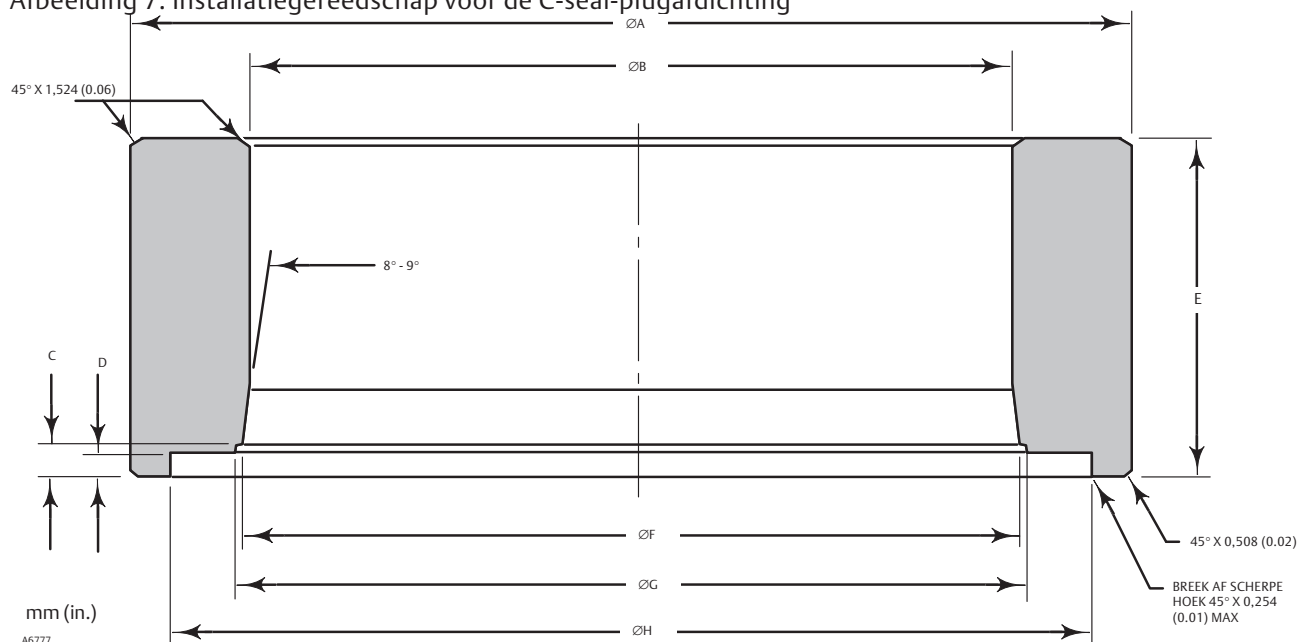 Afbeelding 7. Installatiegereedschap voor de C-seal-plugafdichting
ØA
ØB
45° X 1,524 (0.06)
8° - 9°
E
C
D
ØF
45° X 0,508 (0.02)
ØG
BREEK AF SCHERPE
HOEK 45° X 0,254
(0.01) MAX
mm (in.)
ØH
A6777